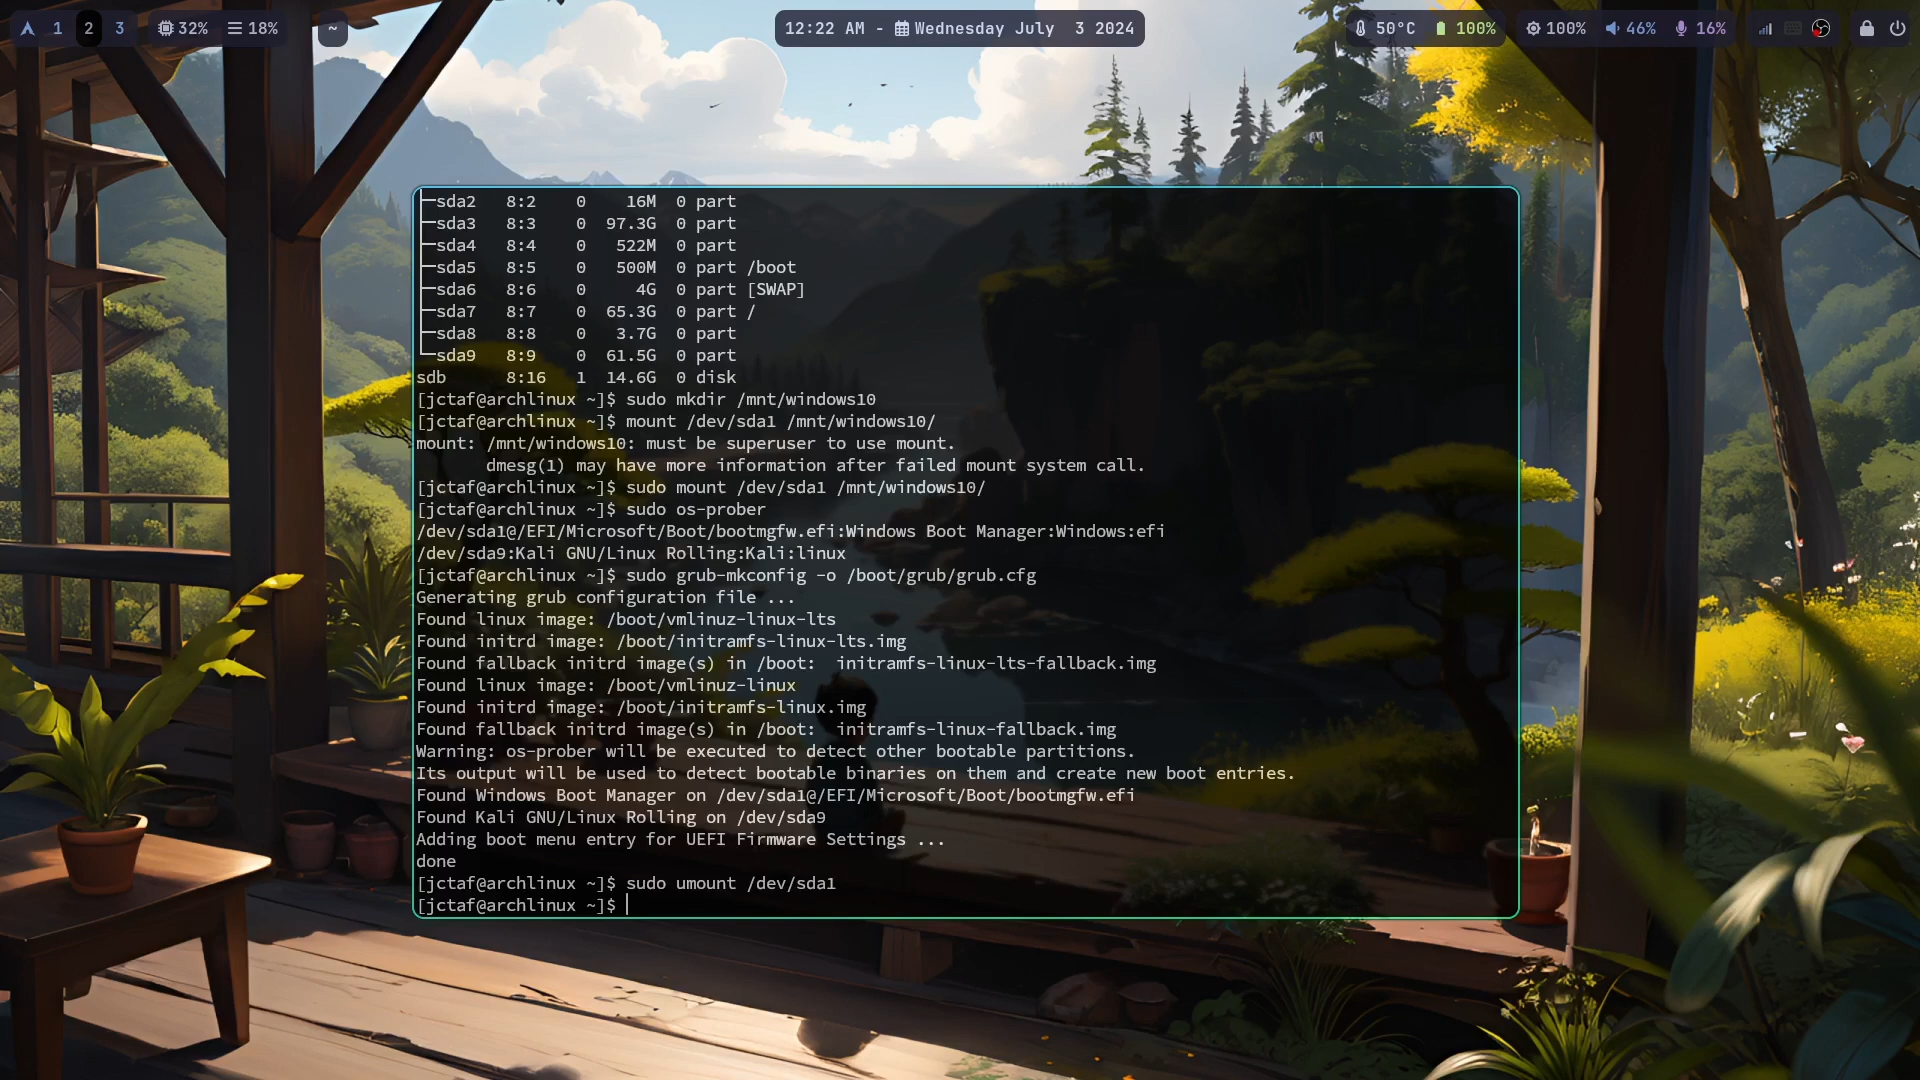 1 2 3 32% 18% ~ 12:22 AM - Wednesday July 3 2024 50°C 100% 100% 46% 16%
├─sda2 8:2 0 16M 0 part
├─sda3 8:3 0 97.3G 0 part
├─sda4 8:4 0 522M 0 part
├─sda5 8:5 0 500M 0 part /boot
├─sda6 8:6 0 4G 0 part [SWAP]
├─sda7 8:7 0 65.3G 0 part /
├─sda8 8:8 0 3.7G 0 part
└─sda9 8:9 0 61.5G 0 part
sdb 8:16 1 14.6G 0 disk
[jctaf@archlinux ~]$ sudo mkdir /mnt/windows10
[jctaf@archlinux ~]$ mount /dev/sda1 /mnt/windows10/
mount: /mnt/windows10: must be superuser to use mount.
dmesg(1) may have more information after failed mount system call.
[jctaf@archlinux ~]$ sudo mount /dev/sda1 /mnt/windows10/
[jctaf@archlinux ~]$ sudo os-prober
/dev/sda1@/EFI/Microsoft/Boot/bootmgfw.efi:Windows Boot Manager:Windows:efi
/dev/sda9:Kali GNU/Linux Rolling:Kali:linux
[jctaf@archlinux ~]$ sudo grub-mkconfig -o /boot/grub/grub.cfg
Generating grub configuration file ...
Found linux image: /boot/vmlinuz-linux-lts
Found initrd image: /boot/initramfs-linux-lts.img
Found fallback initrd image(s) in /boot:  initramfs-linux-lts-fallback.img
Found linux image: /boot/vmlinuz-linux
Found initrd image: /boot/initramfs-linux.img
Found fallback initrd image(s) in /boot:  initramfs-linux-fallback.img
Warning: os-prober will be executed to detect other bootable partitions.
Its output will be used to detect bootable binaries on them and create new boot entries.
Found Windows Boot Manager on /dev/sda1@/EFI/Microsoft/Boot/bootmgfw.efi
Found Kali GNU/Linux Rolling on /dev/sda9
Adding boot menu entry for UEFI Firmware Settings ...
done
[jctaf@archlinux ~]$ sudo umount /dev/sda1
[jctaf@archlinux ~]$